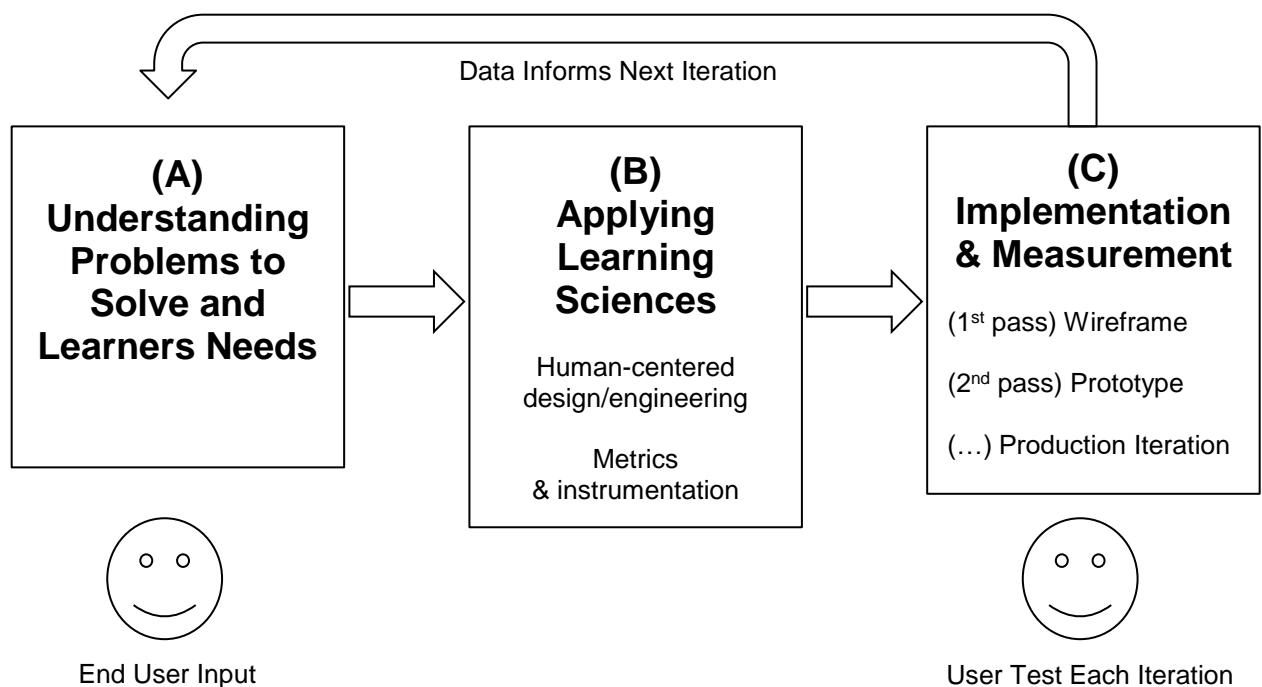 Data Informs Next Iteration
(A)
Understanding
Problems to
Solve and
Learners Needs
(B)
Applying
Learning
Sciences
Human-centered
design/engineering
Metrics
& instrumentation
(C)
Implementation
& Measurement
(1st pass) Wireframe
(2nd pass) Prototype
(…) Production Iteration
End User Input
User Test Each Iteration